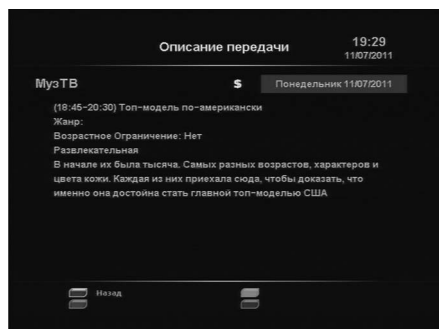 Описание передачи
19:29
11/07/2011
МузТВ $ Понедельник 11/07/2011
(18:45-20:30) Топ-модель по-американски
Жанр:
Возрастное Ограничение: Нет
Развлекательная
В начале их была тысяча. Самых разных возрастов, характеров и
цвета кожи. Каждая из них приехала сюда, чтобы доказать, что
именно она достойна стать главной топ-моделью США
Назад